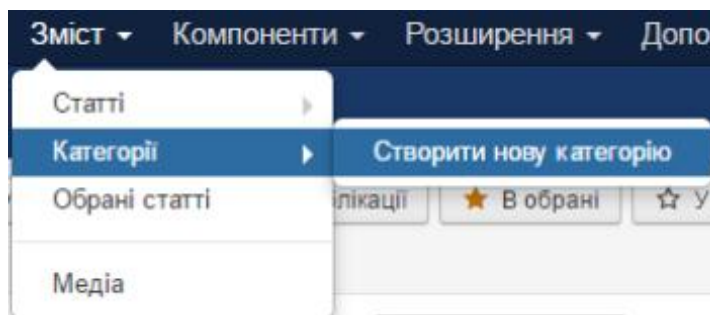 Зміст Компоненти Розширення
Статті
Категорії Створити нову категорію
Обрані статті В обрані
Медіа